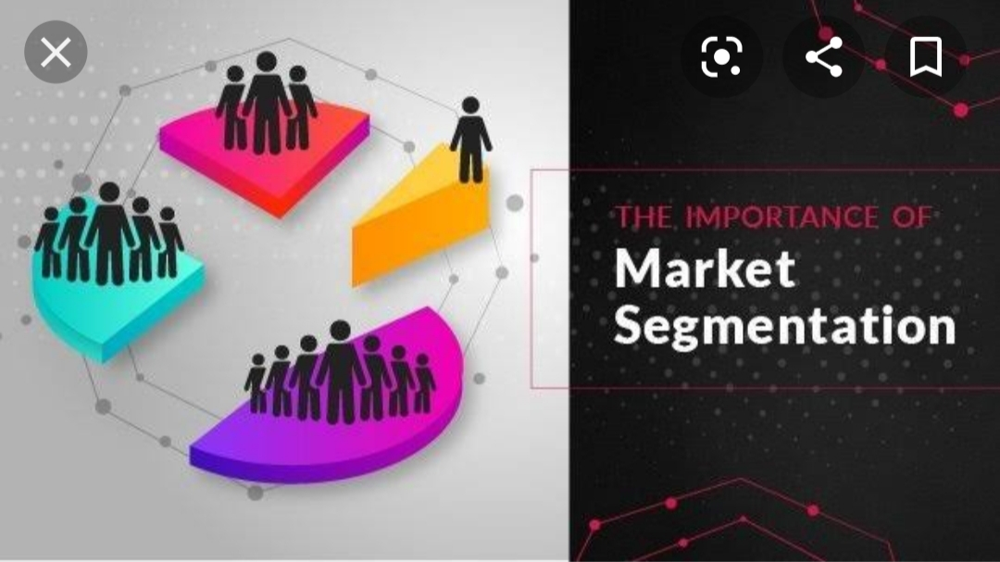 THE IMPORTANCE OF
Market
Segmentation